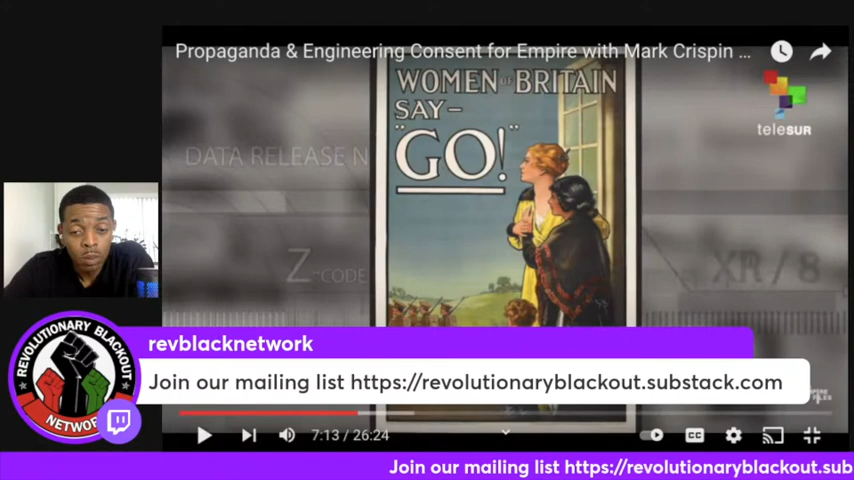 Propaganda & Engineering Consent for Empire with Mark Crispin ...
WOMEN OF BRITAIN
SAY –
"GO!"
teleSUR
DATA RELEASE N
Z-CODE
XR/8
REVOLUTIONARY BLACKOUT
NETWORK
revblacknetwork
Join our mailing list https://revolutionaryblackout.substack.com
7:13 / 26:24
CC
Join our mailing list https://revolutionaryblackout.sub